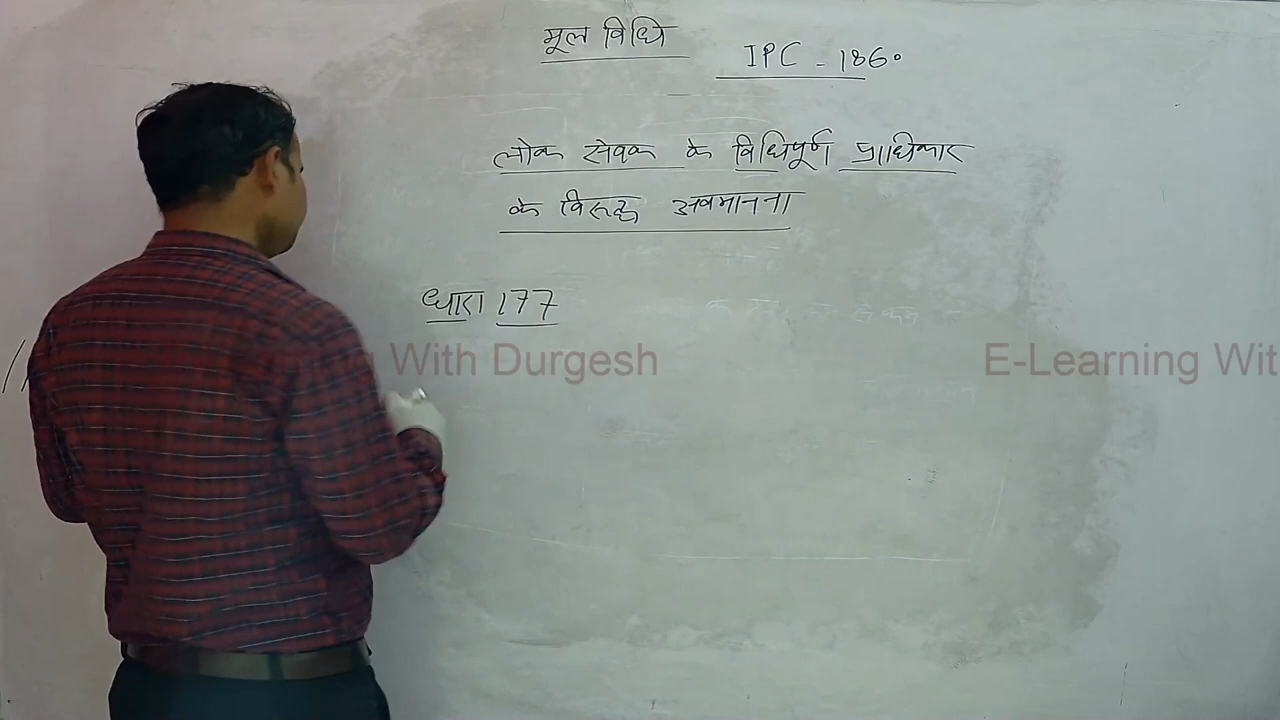 मूल विधि
IPC - 1860
लोक सेवक के विधिपूर्ण प्राधिकार
के विरूद्ध अवमानना
धारा 177
With Durgesh
E-Learning Wit